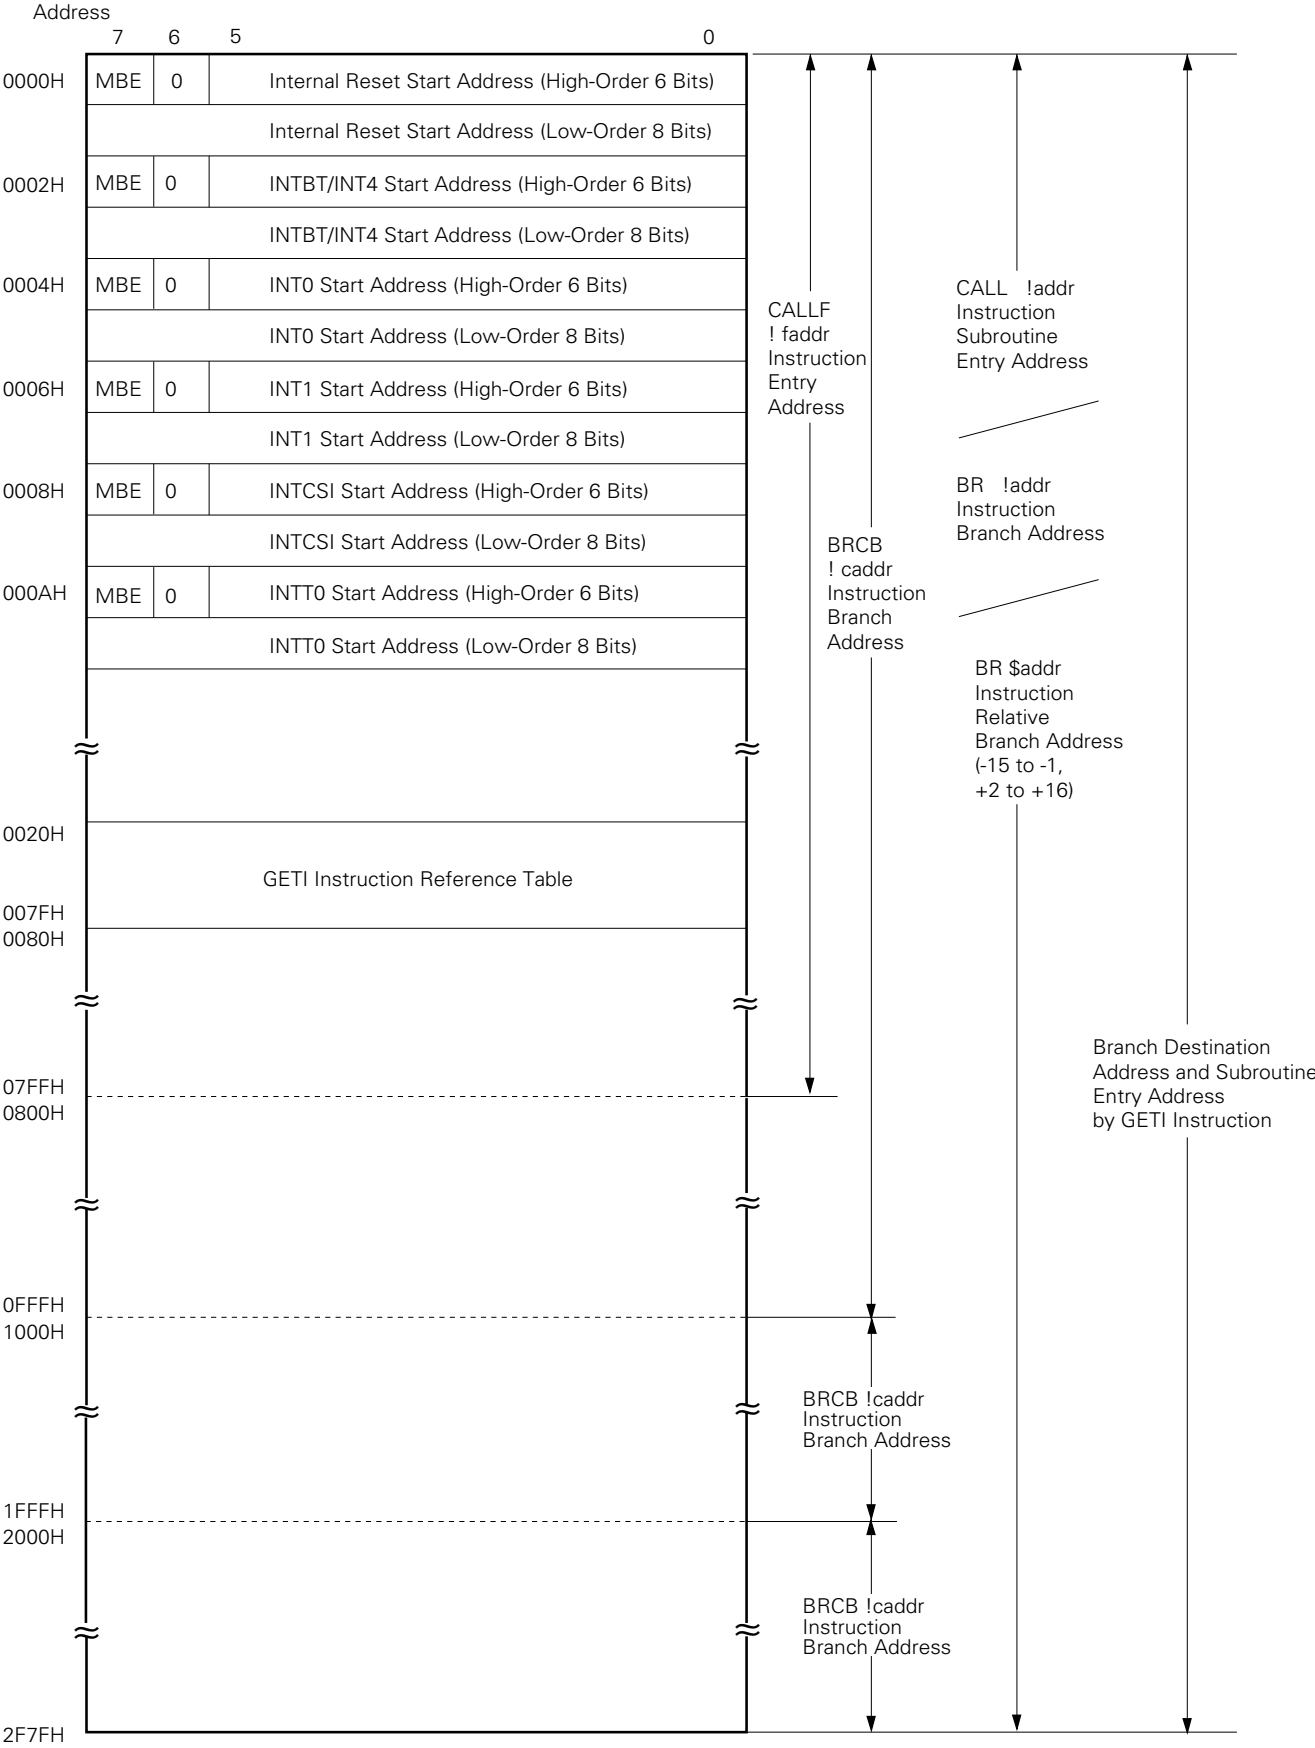 Address
7 6 5 0
0000H MBE 0 Internal Reset Start Address (High-Order 6 Bits)
Internal Reset Start Address (Low-Order 8 Bits)
0002H MBE 0 INTBT/INT4 Start Address (High-Order 6 Bits)
INTBT/INT4 Start Address (Low-Order 8 Bits)
0004H MBE 0 INT0 Start Address (High-Order 6 Bits)
INT0 Start Address (Low-Order 8 Bits)
0006H MBE 0 INT1 Start Address (High-Order 6 Bits)
INT1 Start Address (Low-Order 8 Bits)
0008H MBE 0 INTCSI Start Address (High-Order 6 Bits)
INTCSI Start Address (Low-Order 8 Bits)
000AH MBE 0 INTT0 Start Address (High-Order 6 Bits)
INTT0 Start Address (Low-Order 8 Bits)
0020H
GETI Instruction Reference Table
007FH
0080H
07FFH
0800H
0FFFH
1000H
1FFFH
2000H
2F7FH
CALLF
! faddr
Instruction
Entry
Address
BRCB
! caddr
Instruction
Branch
Address
BRCB !caddr
Instruction
Branch Address
BRCB !caddr
Instruction
Branch Address
CALL !addr
Instruction
Subroutine
Entry Address
BR !addr
Instruction
Branch Address
BR $addr
Instruction
Relative
Branch Address
(-15 to -1,
+2 to +16)
Branch Destination
Address and Subroutine
Entry Address
by GETI Instruction